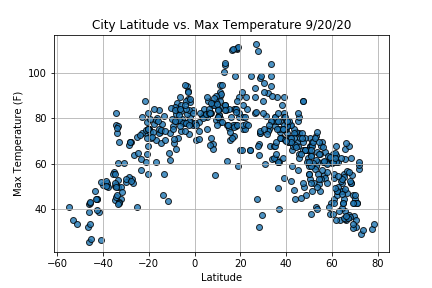 City Latitude vs. Max Temperature 9/20/20
Max Temperature (F)
100
80
60
40
−60 −40 −20 0 20 40 60 80
Latitude